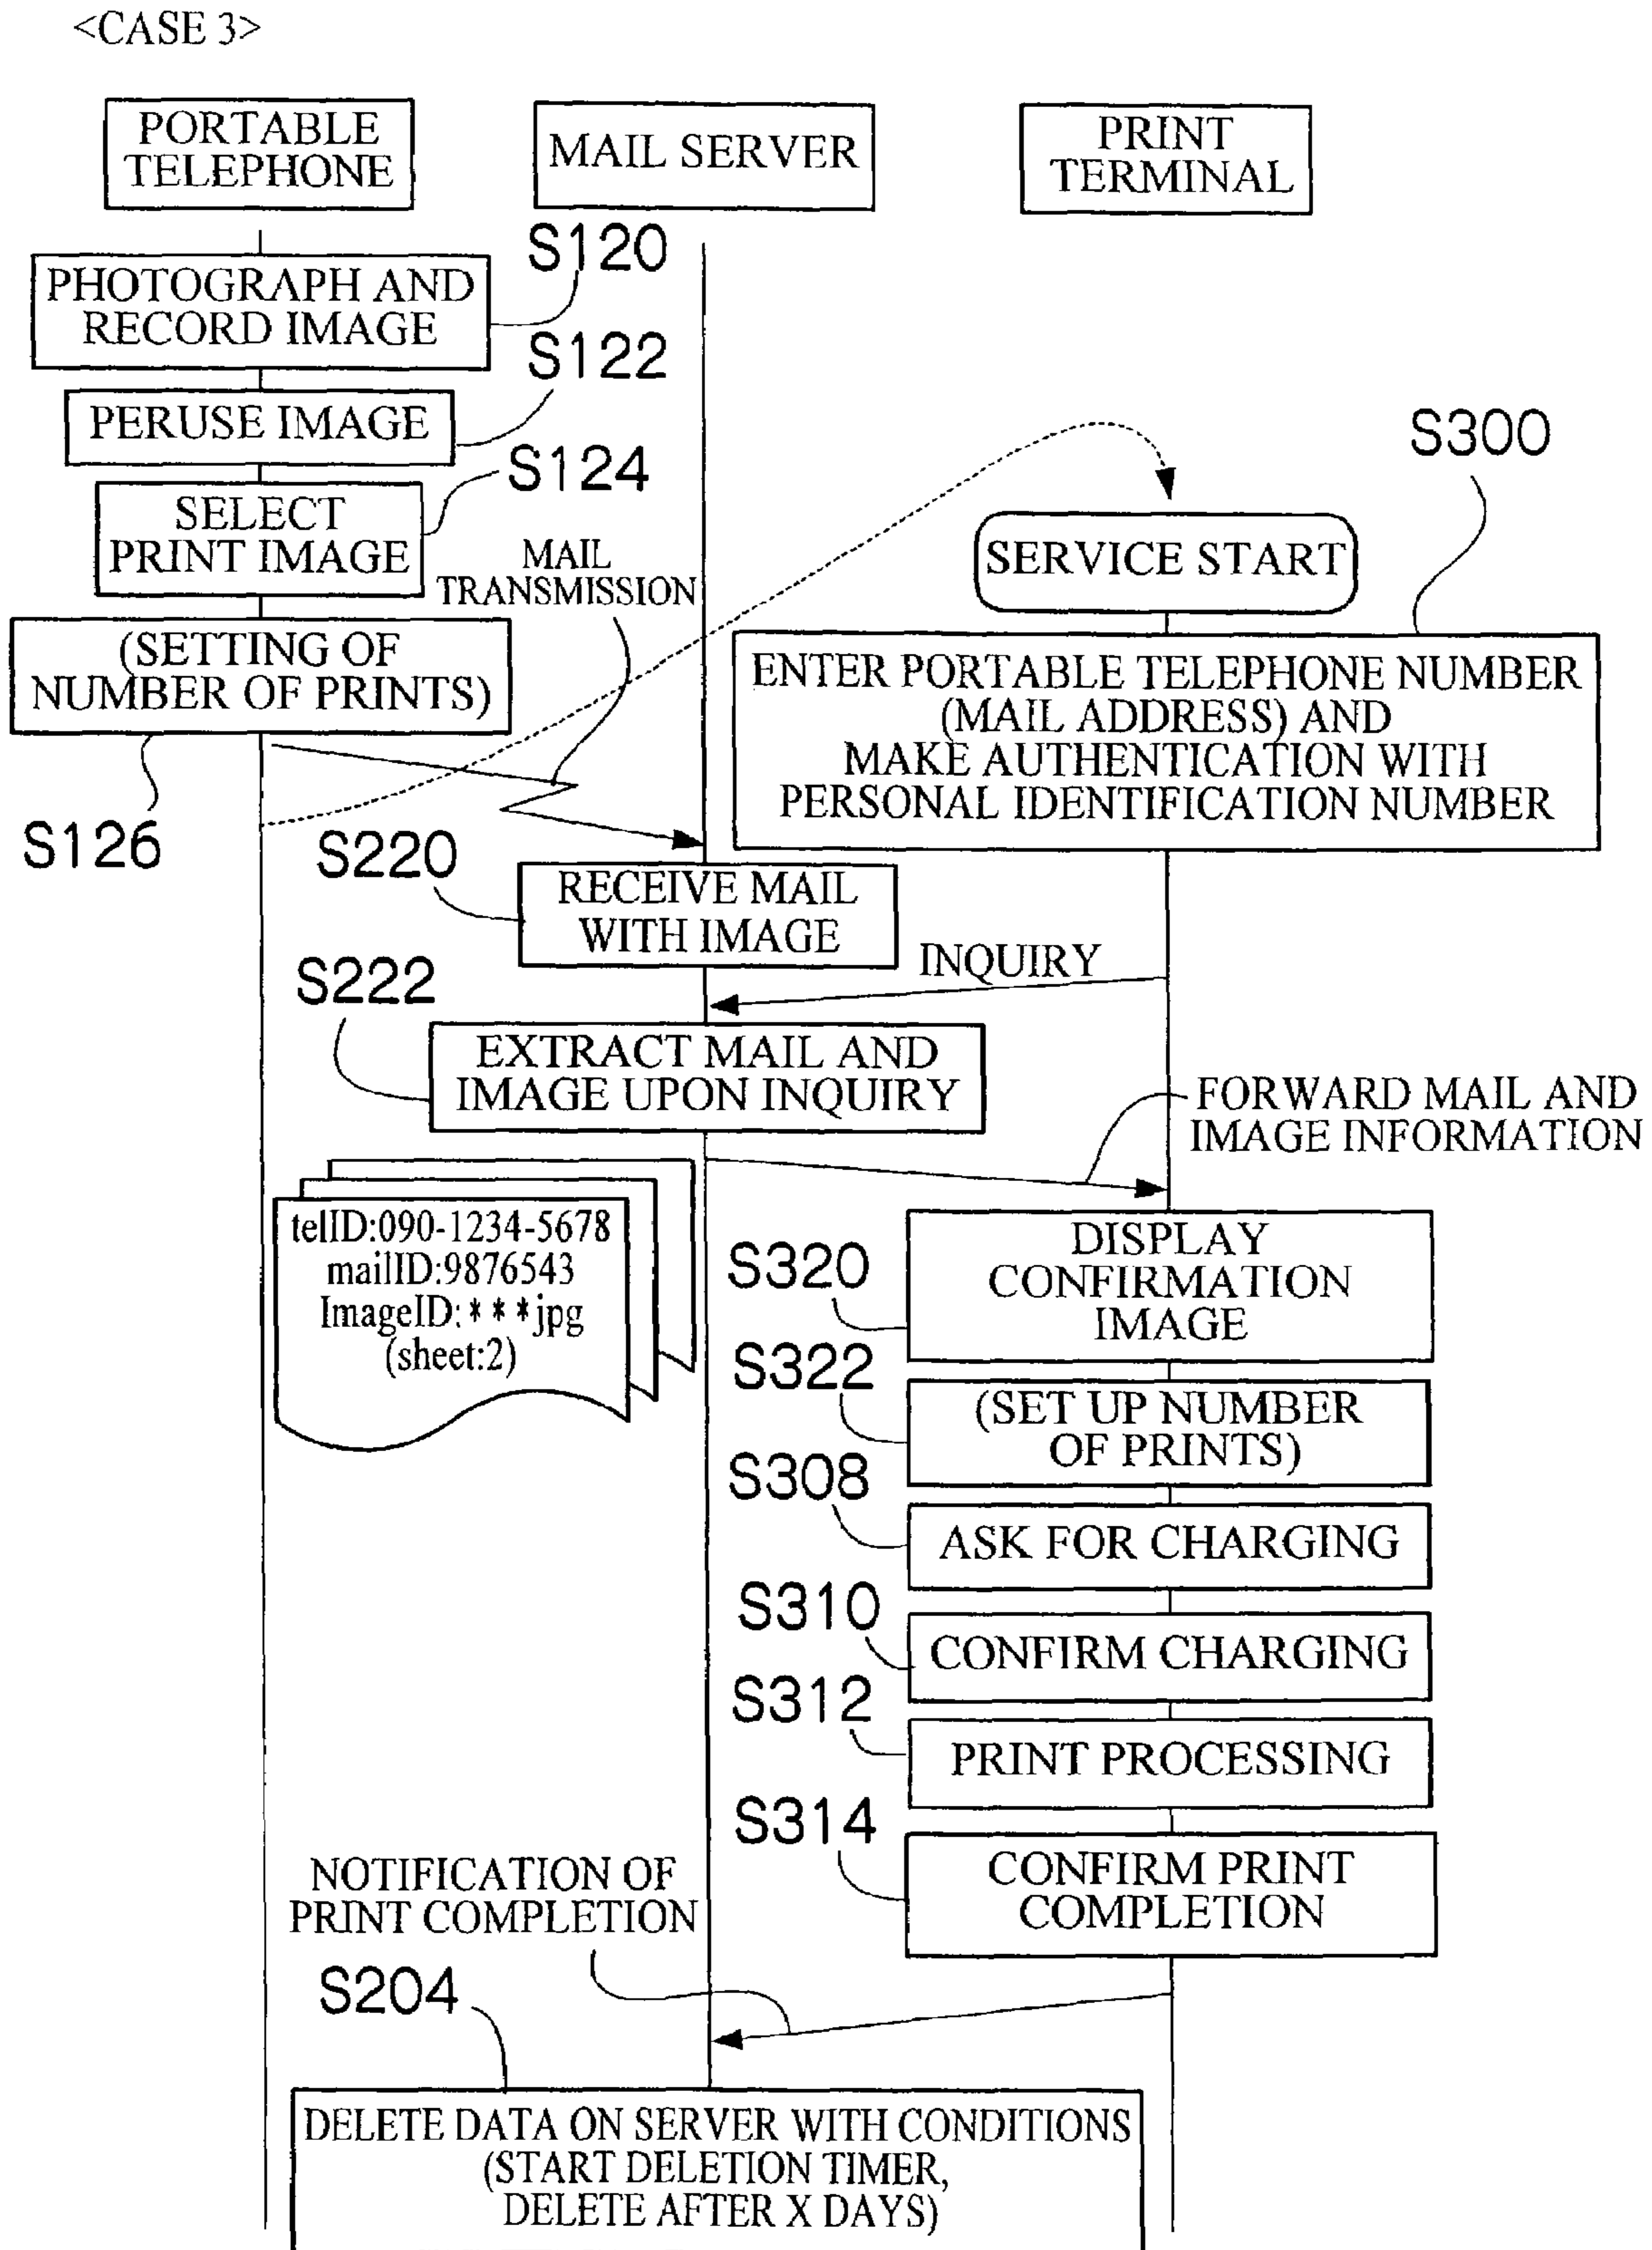 <CASE 3>
PORTABLE
TELEPHONE
MAIL SERVER
PRINT
TERMINAL
S120
PHOTOGRAPH AND
RECORD IMAGE
S122
PERUSE IMAGE
S124
SELECT
PRINT IMAGE
MAIL
TRANSMISSION
(SETTING OF
NUMBER OF PRINTS)
S126
S300
SERVICE START
ENTER PORTABLE TELEPHONE NUMBER
(MAIL ADDRESS) AND
MAKE AUTHENTICATION WITH
PERSONAL IDENTIFICATION NUMBER
S220
RECEIVE MAIL
WITH IMAGE
INQUIRY
S222
EXTRACT MAIL AND
IMAGE UPON INQUIRY
FORWARD MAIL AND
IMAGE INFORMATION
telID:090-1234-5678
mailID:9876543
ImageID:***jpg
(sheet:2)
S320
DISPLAY
CONFIRMATION
IMAGE
S322
(SET UP NUMBER
OF PRINTS)
S308
ASK FOR CHARGING
S310
CONFIRM CHARGING
S312
PRINT PROCESSING
S314
CONFIRM PRINT
COMPLETION
NOTIFICATION OF
PRINT COMPLETION
S204
DELETE DATA ON SERVER WITH CONDITIONS
(START DELETION TIMER,
DELETE AFTER X DAYS)